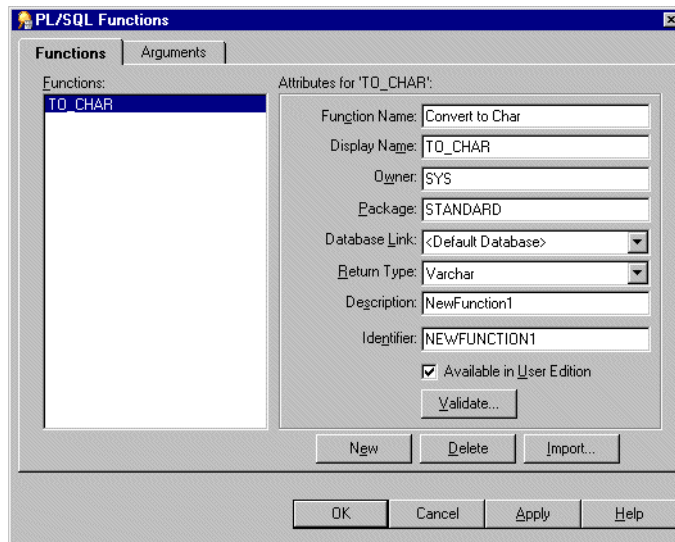 PL/SQL Functions
Functions
Arguments
Functions:
TO_CHAR
Attributes for 'TO_CHAR':
Function Name: Convert to Char
Display Name: TO_CHAR
Owner: SYS
Package: STANDARD
Database Link: <Default Database>
Return Type: Varchar
Description: NewFunction1
Identifier: NEWFUNCTION1
Available in User Edition
Validate...
New Delete Import...
OK Cancel Apply Help